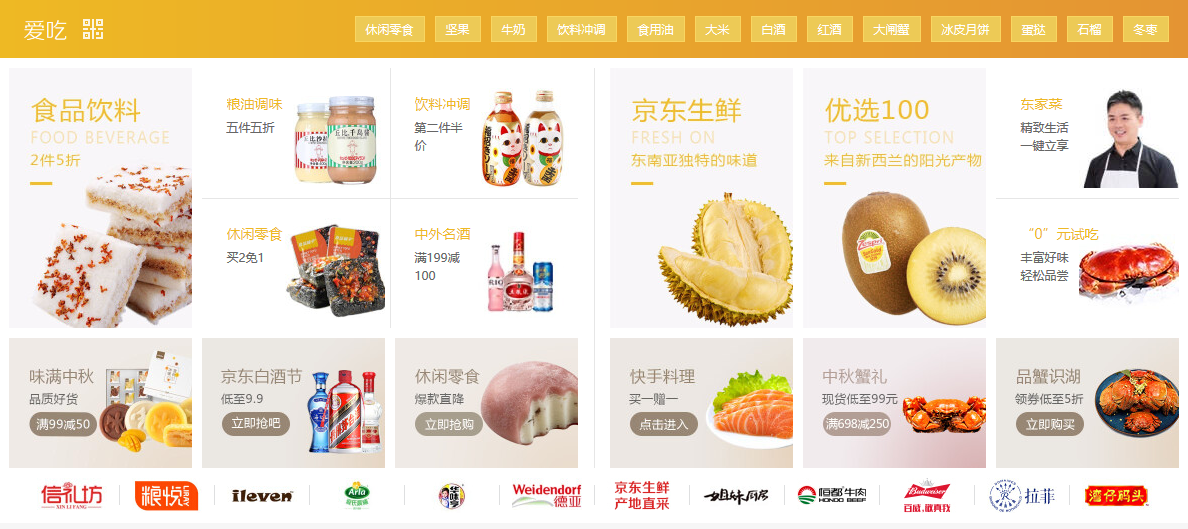 爱吃
休闲零食 坚果 牛奶 饮料冲调 食用油 大米 白酒 红酒 大闸蟹 冰皮月饼 蛋挞 石榴 冬枣
食品饮料
FOOD BEVERAGE
2件5折
粮油调味
五件五折
饮料冲调
第二件半
价
休闲零食
买2免1
中外名酒
满199减
100
京东生鲜
FRESH ON
东南亚独特的味道
优选100
TOP SELECTION
来自新西兰的阳光产物
东家菜
精致生活
一键立享
“0”元试吃
丰富好味
轻松品尝
味满中秋
品质好货
满99减50
京东白酒节
低至9.9
立即抢吧
休闲零食
爆款直降
立即抢购
快手料理
买一赠一
点击进入
中秋蟹礼
现货低至99元
满698减250
品蟹识湖
领券低至5折
立即购买
信礼坊
XIN LI FANG
粮悦
ileven
Arla
华味亨
Weidendorf
德亚
京东生鲜
产地直采
姐妹厨房
恒都牛肉
HONDO BEEF
Budweiser
百威,敬真我
拉菲
湾仔码头